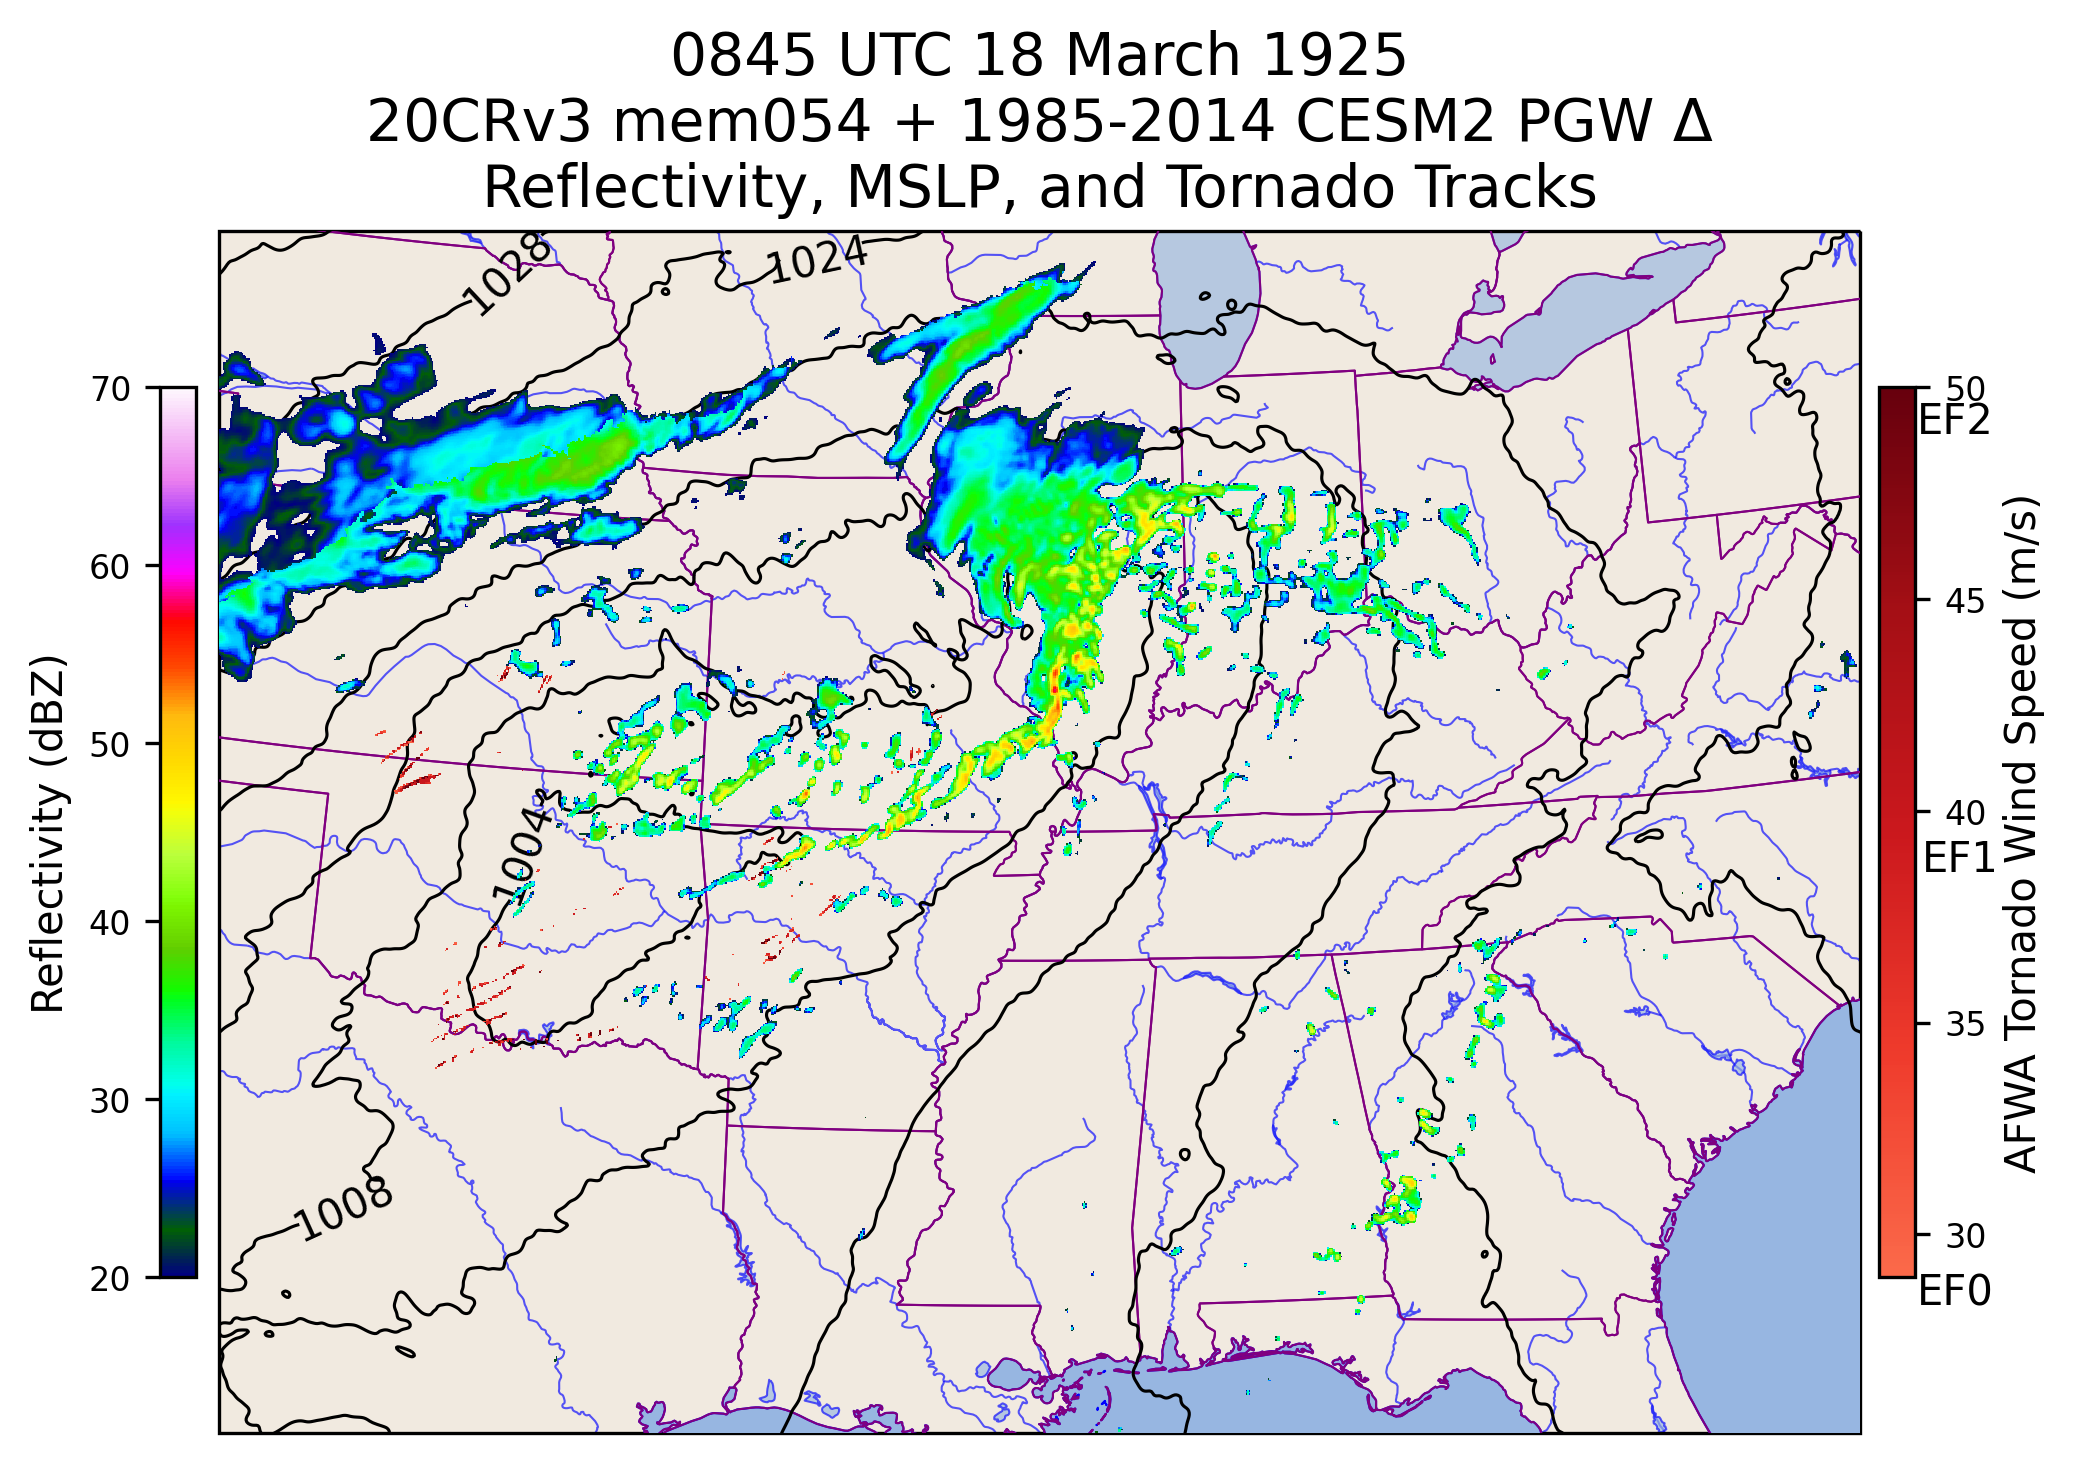 0845 UTC 18 March 1925
20CRv3 mem054 + 1985-2014 CESM2 PGW Δ
Reflectivity, MSLP, and Tornado Tracks
1028
1024
1004
1008
70
60
50
40
30
20
Reflectivity (dBZ)
50
EF2
45
40
EF1
35
30
EF0
AFWA Tornado Wind Speed (m/s)